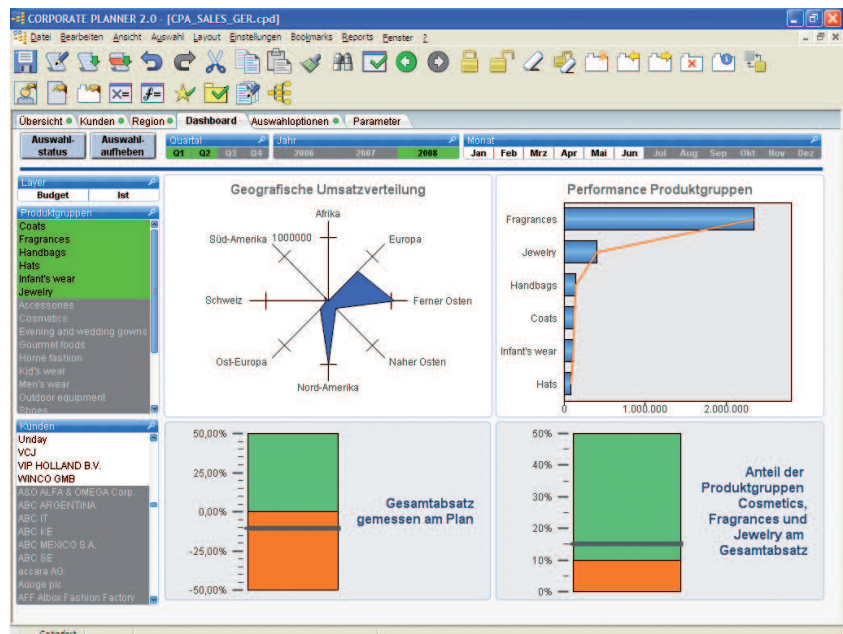 CORPORATE PLANNER 2.0 - [CPA_SALES_GER.cpd]
Datei Bearbeiten Ansicht Auswahl Layout Einstellungen Bookmarks Reports Fenster ?
Übersicht Kunden Region Dashboard Auswahloptionen Parameter
Auswahl-
status
Auswahl-
aufheben
Quartal
Q1 Q2 Q3 Q4
Jahr
2006 2007 2008
Monat
Jan Feb Mrz Apr Mai Jun Jul Aug Sep Okt Nov Dez
Layer
Budget Ist
Produktgruppen
Coats
Fragrances
Handbags
Hats
Infant's wear
Jewelry
Accessories
Cosmetics
Evening and wedding gowns
Gourmet foods
Home fashion
Kid's wear
Men's wear
Outdoor equipment
Shoes
Kunden
Unday
VCJ
VIP HOLLAND B.V.
WINCO GMB
A&O ALFA & OMEGA Corp.
ABC ARGENTINA
ABC IT
ABC KE
ABC MEXICO S.A.
ABC SE
accara AG
Adoge plc
AFF Albox Fashion Factory
Geografische Umsatzverteilung
Afrika
Süd-Amerika 1000000
Europa
Schweiz
Ferner Osten
Ost-Europa
Naher Osten
Nord-Amerika
Performance Produktgruppen
Fragrances
Jewelry
Handbags
Coats
Infant's wear
Hats
0 1.000.000 2.000.000
50,00%
25,00%
0,00%
-25,00%
-50,00%
Gesamtabsatz
gemessen am Plan
50%
40%
30%
20%
10%
0%
Anteil der
Produktgruppen
Cosmetics,
Fragrances und
Jewelry am
Gesamtabsatz